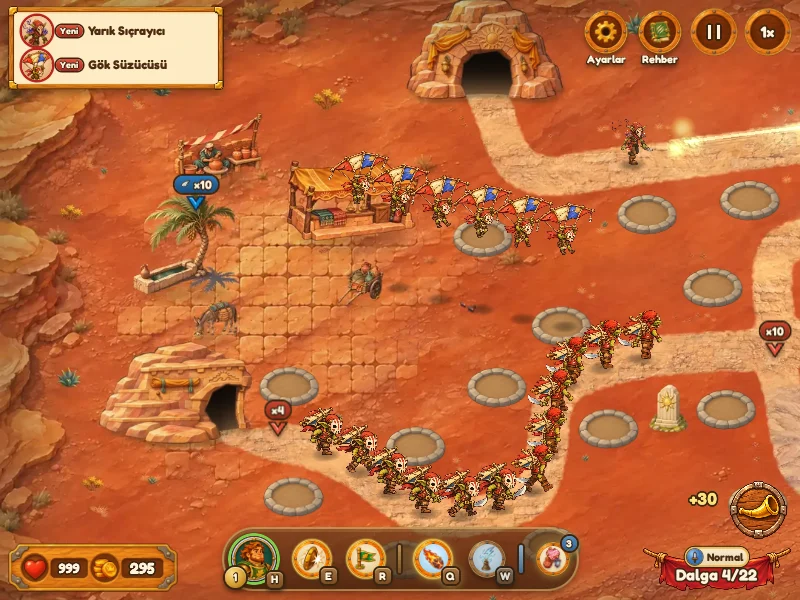 Yeni Yarık Sıçrayıcı
Yeni Gök Süzücüsü
Ayarlar
Rehber
1x
x10
x10
x4
+30
999
295
1
H
E
R
Q
W
3
Normal
Dalga 4/22